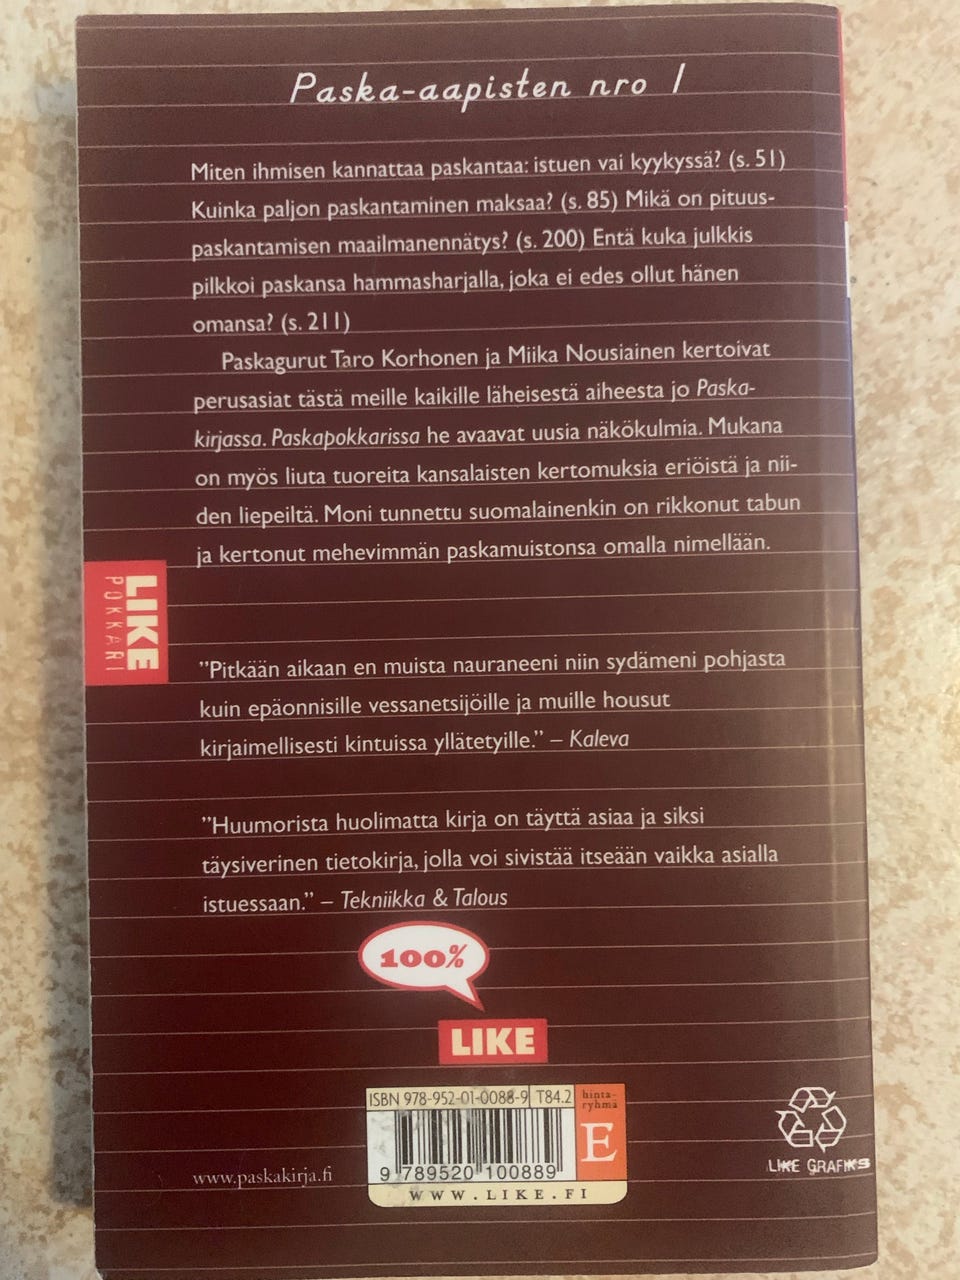 Paska-aapisten nro 1
Miten ihmisen kannattaa paskantaa: istuen vai kyykyssä? (s. 51)
Kuinka paljon paskantaminen maksaa? (s. 85) Mikä on pituus-
paskantamisen maailmanennätys? (s. 200) Entä kuka julkkis
pilkkoi paskansa hammasharjalla, joka ei edes ollut hänen
omansa? (s. 211)
Paskagurut Taro Korhonen ja Miika Nousiainen kertoivat
perusasiat tästä meille kaikille läheisestä aiheesta jo Paska-
kirjassa. Paskapokkarissa he avaavat uusia näkökulmia. Mukana
on myös liuta tuoreita kansalaisten kertomuksia eriöistä ja nii-
den liepeiltä. Moni tunnettu suomalainenkin on rikkonut tabun
ja kertonut mehevimmän paskamuistonsa omalla nimellään.
LIKE
POKKARI
”Pitkään aikaan en muista nauraneeni niin sydämeni pohjasta
kuin epäonnisille vessanetsijöille ja muille housut
kirjaimellisesti kintuissa yllätetyille.” – Kaleva
”Huumorista huolimatta kirja on täyttä asiaa ja siksi
täysiverinen tietokirja, jolla voi sivistää itseään vaikka asialla
istuessaan.” – Tekniikka & Talous
100%
LIKE
ISBN 978-952-01-0088-9 T84.2
hinta-
ryhmä
E
9 789520 100889
WWW.LIKE.FI
www.paskakirja.fi
LIKE GRAFIKS